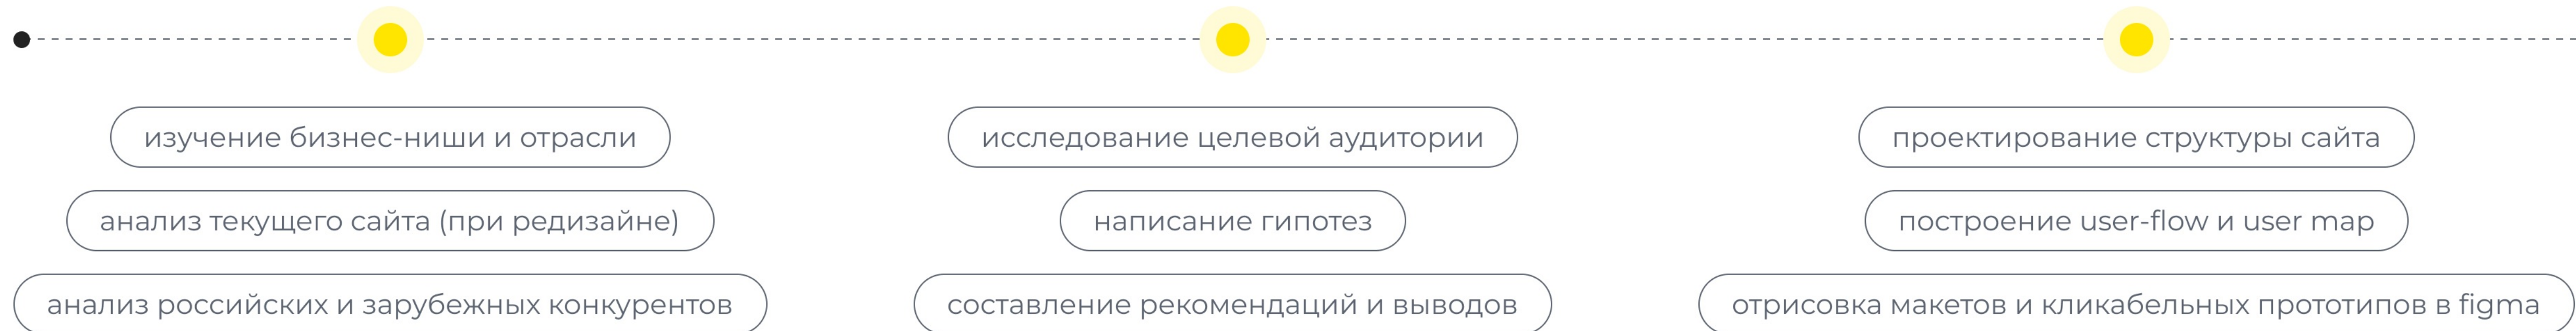 изучение бизнес-ниши и отрасли
анализ текущего сайта (при редизайне)
анализ российских и зарубежных конкурентов
исследование целевой аудитории
написание гипотез
составление рекомендаций и выводов
проектирование структуры сайта
построение user-flow и user map
отрисовка макетов и кликабельных прототипов в figma